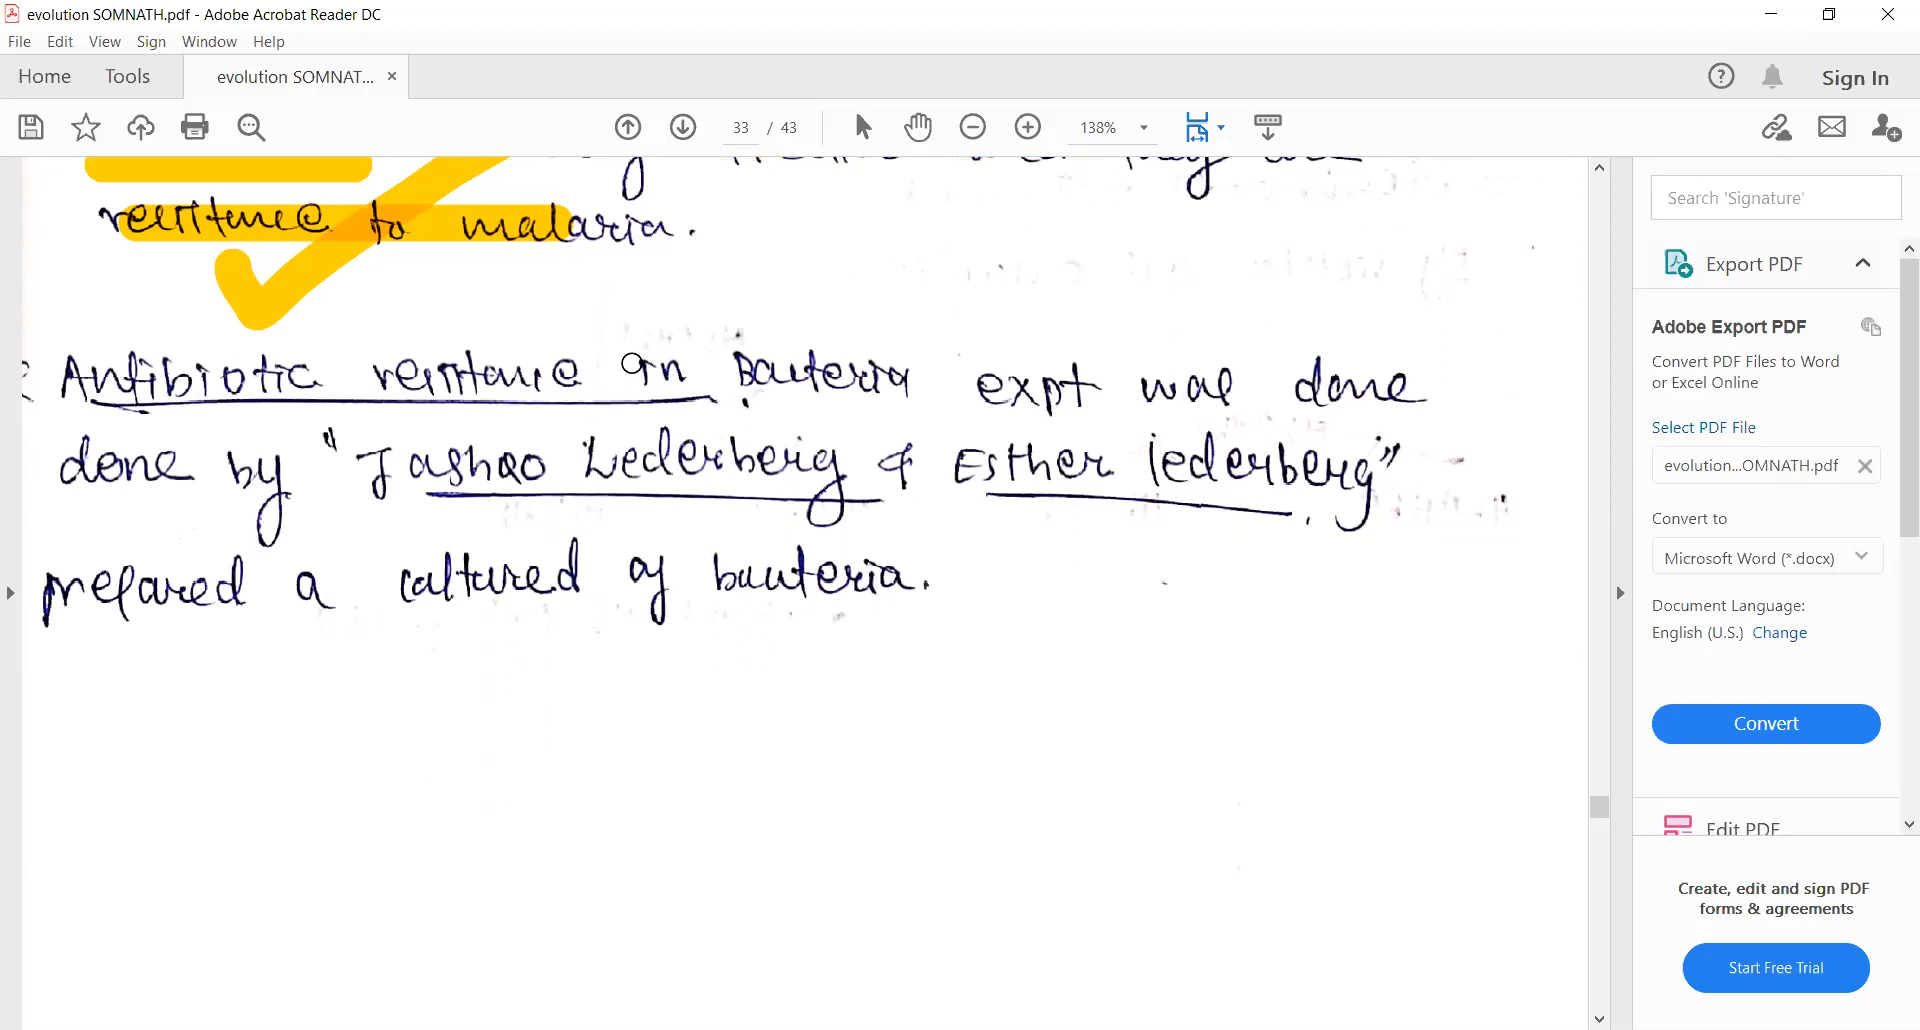 evolution SOMNATH.pdf - Adobe Acrobat Reader DC
File Edit View Sign Window Help
Home Tools evolution SOMNAT... × Sign In
33 / 43 138%
resistance to malaria.
Antibiotic resistance in Bacteria expt was done
done by "Jashao Lederberg & Esther lederberg"
prepared a cultured of bacteria.
Search 'Signature'
Export PDF
Adobe Export PDF
Convert PDF Files to Word
or Excel Online
Select PDF File
evolution...OMNATH.pdf
Convert to
Microsoft Word (*.docx)
Document Language:
English (U.S.) Change
Convert
Edit PDF
Create, edit and sign PDF
forms & agreements
Start Free Trial